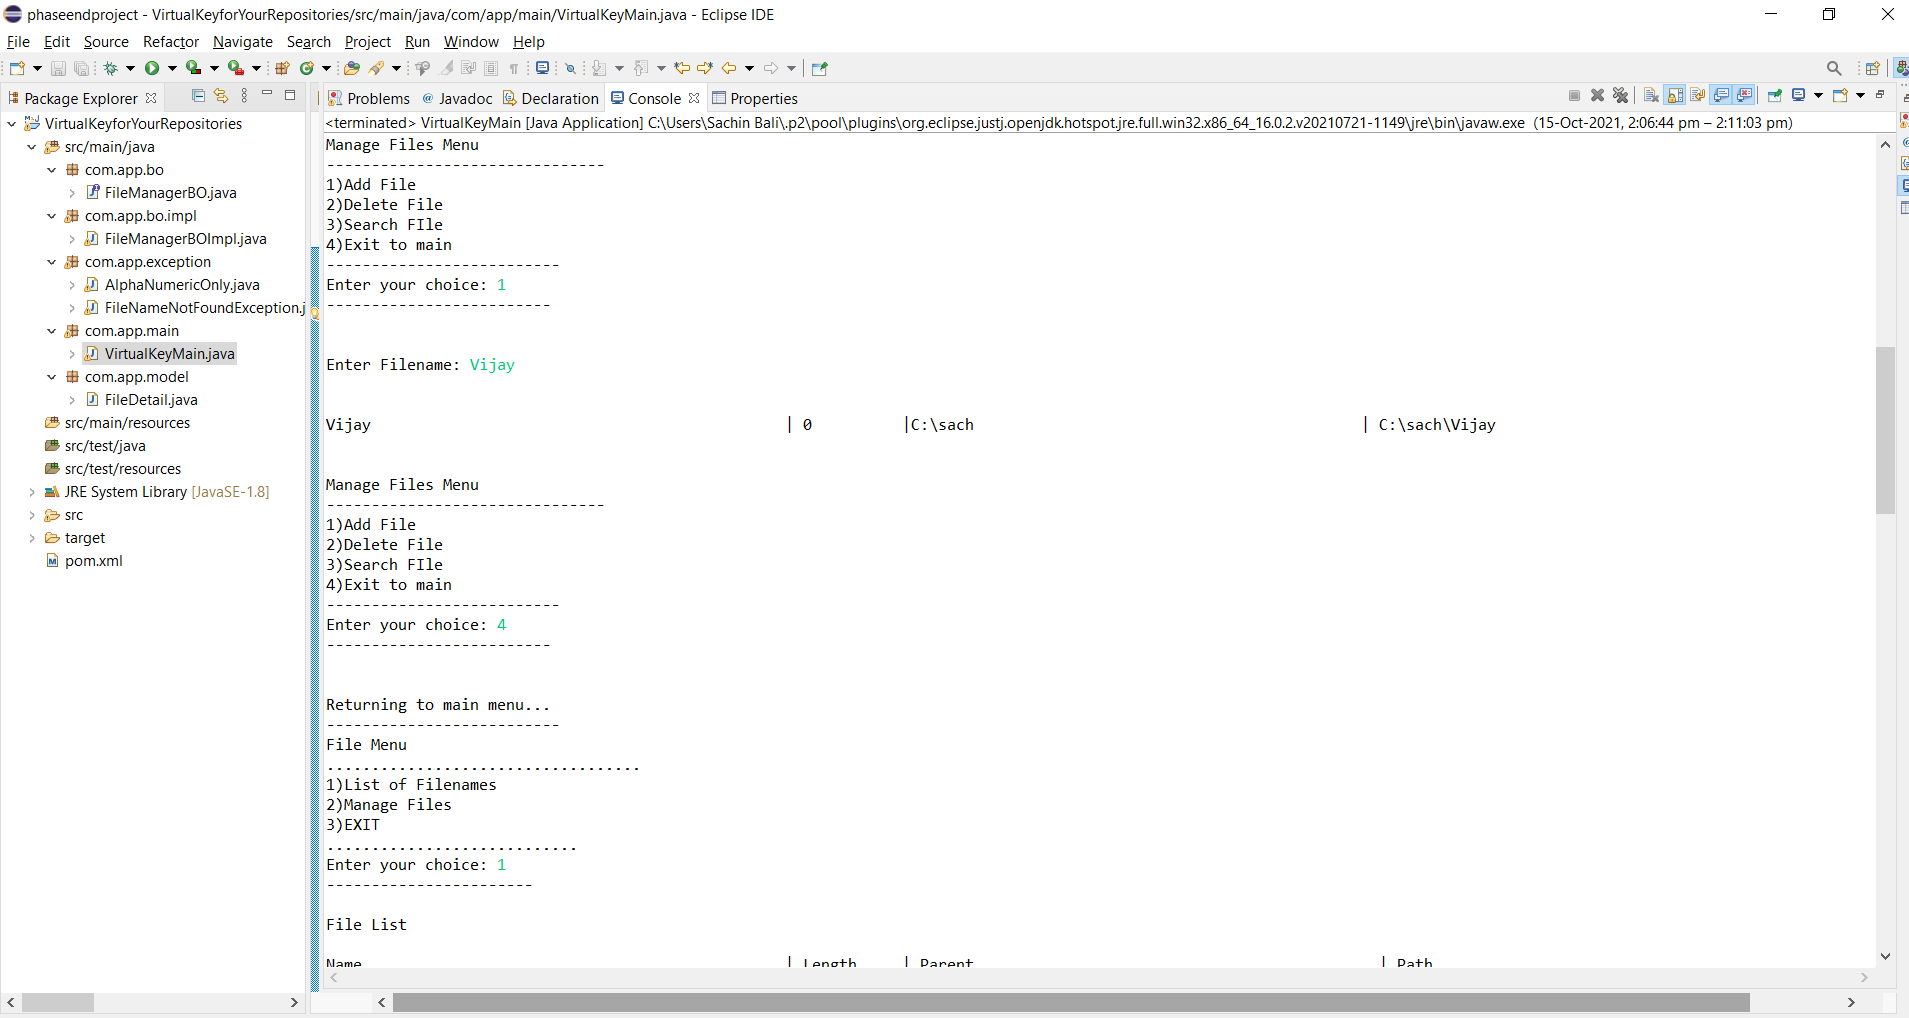 phaseendproject - VirtualKeyforYourRepositories/src/main/java/com/app/main/VirtualKeyMain.java - Eclipse IDE
File Edit Source Refactor Navigate Search Project Run Window Help
Package Explorer
VirtualKeyforYourRepositories
src/main/java
com.app.bo
FileManagerBO.java
com.app.bo.impl
FileManagerBOImpl.java
com.app.exception
AlphaNumericOnly.java
FileNameNotFoundException.j
com.app.main
VirtualKeyMain.java
com.app.model
FileDetail.java
src/main/resources
src/test/java
src/test/resources
JRE System Library [JavaSE-1.8]
src
target
pom.xml
Problems Javadoc Declaration Console Properties
<terminated> VirtualKeyMain [Java Application] C:\Users\Sachin Bali\.p2\pool\plugins\org.eclipse.justj.openjdk.hotspot.jre.full.win32.x86_64_16.0.2.v20210721-1149\jre\bin\javaw.exe (15-Oct-2021, 2:06:44 pm – 2:11:03 pm)
Manage Files Menu
-------------------------------
1)Add File
2)Delete File
3)Search FIle
4)Exit to main
--------------------------
Enter your choice: 1
-------------------------
Enter Filename: Vijay
Vijay | 0 |C:\sach | C:\sach\Vijay
Manage Files Menu
-------------------------------
1)Add File
2)Delete File
3)Search FIle
4)Exit to main
--------------------------
Enter your choice: 4
-------------------------
Returning to main menu...
--------------------------
File Menu
...................................
1)List of Filenames
2)Manage Files
3)EXIT
............................
Enter your choice: 1
-----------------------
File List
Name | Length | Parent | Path